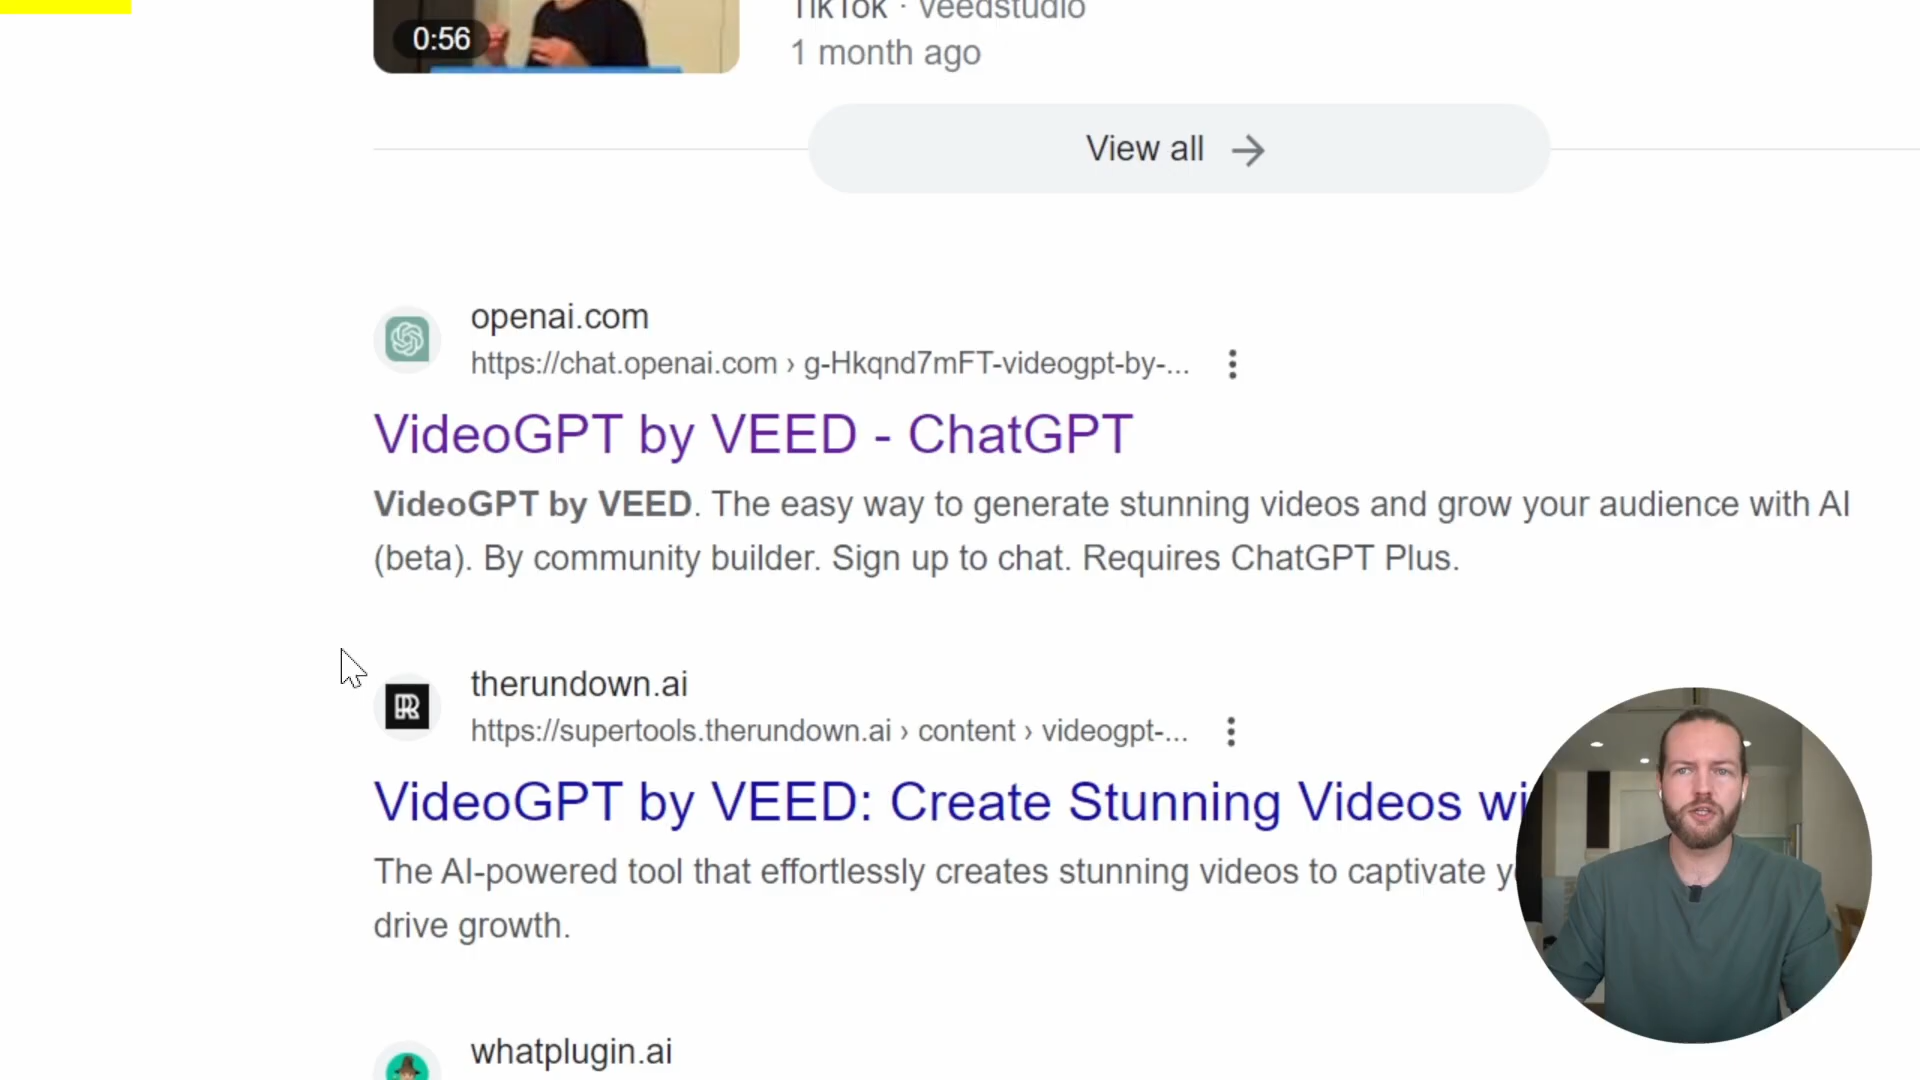 TikTok · veedstudio
0:56
1 month ago
View all →
openai.com
https://chat.openai.com › g-Hkqnd7mFT-videogpt-by-...
VideoGPT by VEED - ChatGPT
VideoGPT by VEED. The easy way to generate stunning videos and grow your audience with AI
(beta). By community builder. Sign up to chat. Requires ChatGPT Plus.
therundown.ai
https://supertools.therundown.ai › content › videogpt-...
VideoGPT by VEED: Create Stunning Videos wi
The AI-powered tool that effortlessly creates stunning videos to captivate y
drive growth.
whatplugin.ai